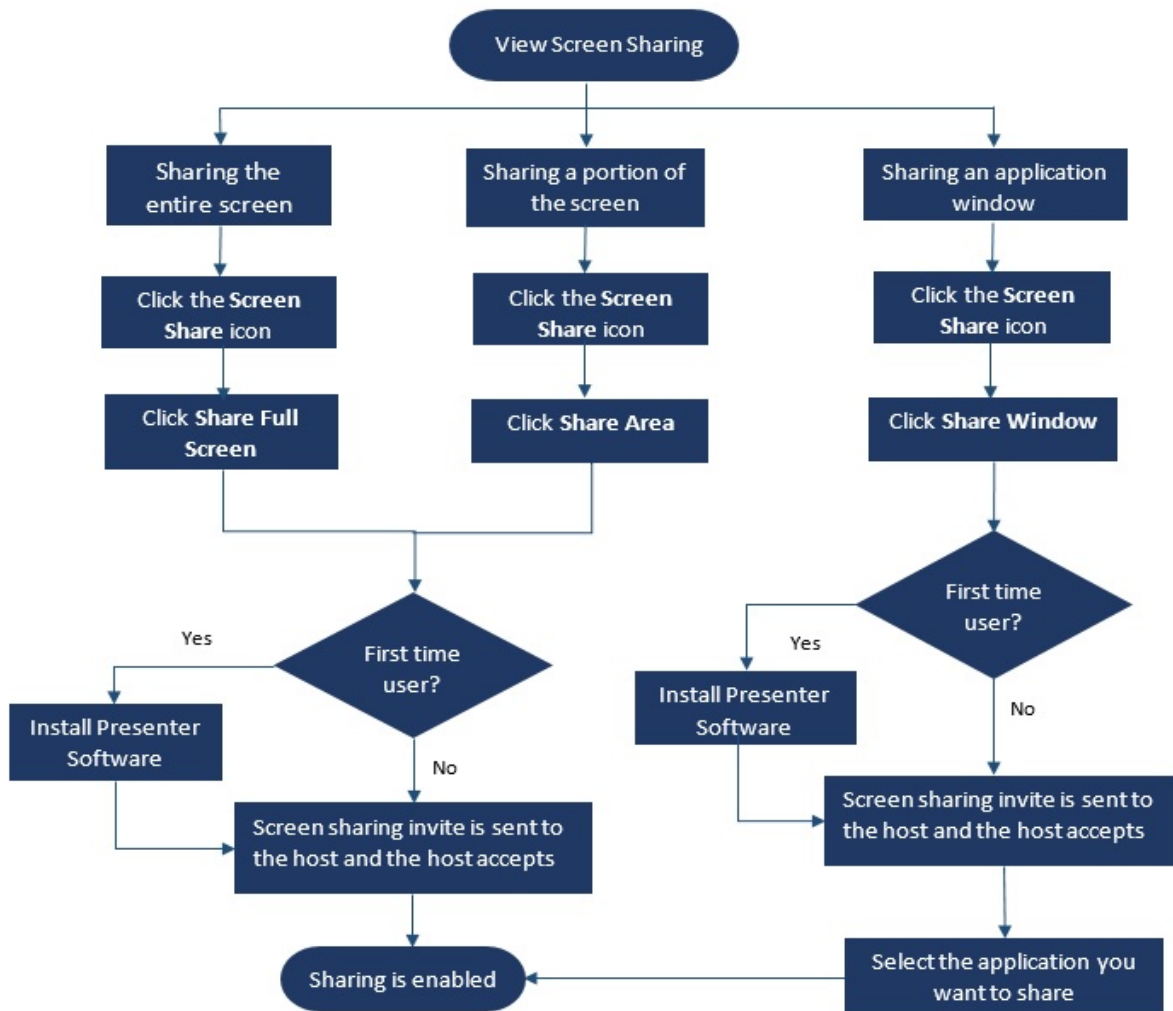 View Screen Sharing
Sharing the
entire screen
Sharing a portion of
the screen
Sharing an application
window
Click the Screen
Share icon
Click the Screen
Share icon
Click the Screen
Share icon
Click Share Full
Screen
Click Share Area
Click Share Window
First time
user?
Yes
No
Install Presenter
Software
Screen sharing invite is sent to
the host and the host accepts
First time
user?
Yes
No
Install Presenter
Software
Screen sharing invite is sent to
the host and the host accepts
Select the application you
want to share
Sharing is enabled